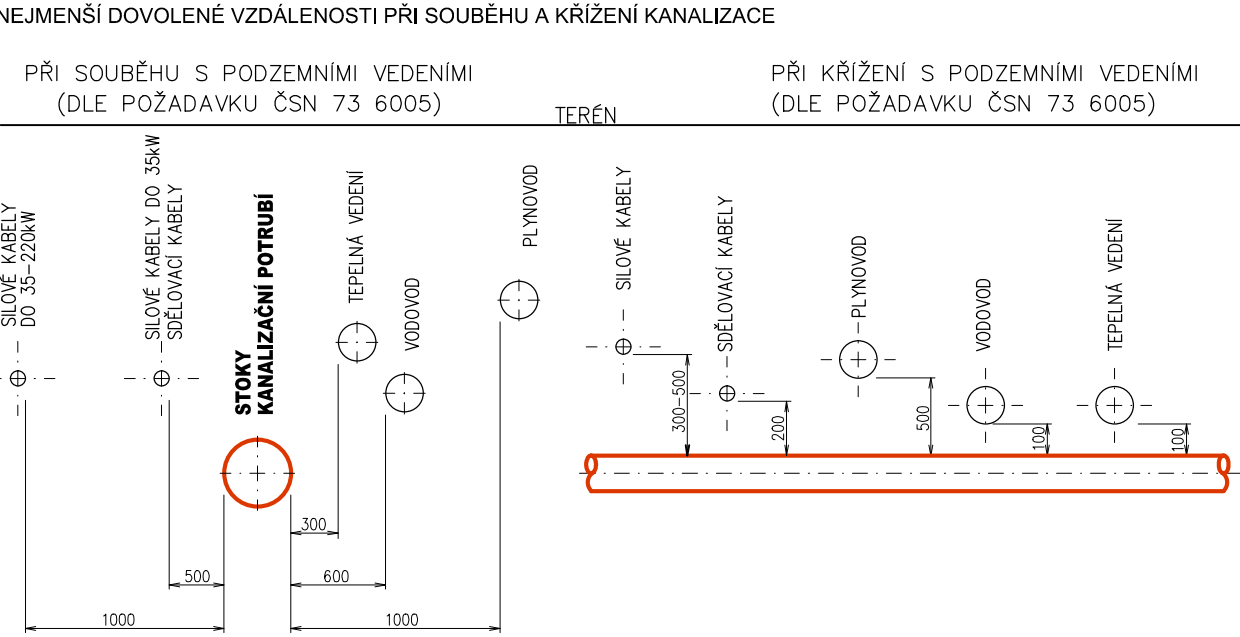 NEJMENŠÍ DOVOLENÉ VZDÁLENOSTI PŘI SOUBĚHU A KŘÍŽENÍ KANALIZACE
PŘI SOUBĚHU S PODZEMNÍMI VEDENÍMI
(DLE POŽADAVKU ČSN 73 6005)
PŘI KŘÍŽENÍ S PODZEMNÍMI VEDENÍMI
(DLE POŽADAVKU ČSN 73 6005)
TERÉN
SILOVÉ KABELY
DO 35-220kW
SILOVÉ KABELY DO 35kW
SDĚLOVACÍ KABELY
STOKY
KANALIZAČNÍ POTRUBÍ
TEPELNÁ VEDENÍ
VODOVOD
PLYNOVOD
300
500
600
1000
1000
SILOVÉ KABELY
SDĚLOVACÍ KABELY
PLYNOVOD
VODOVOD
TEPELNÁ VEDENÍ
300-500
200
500
100
100